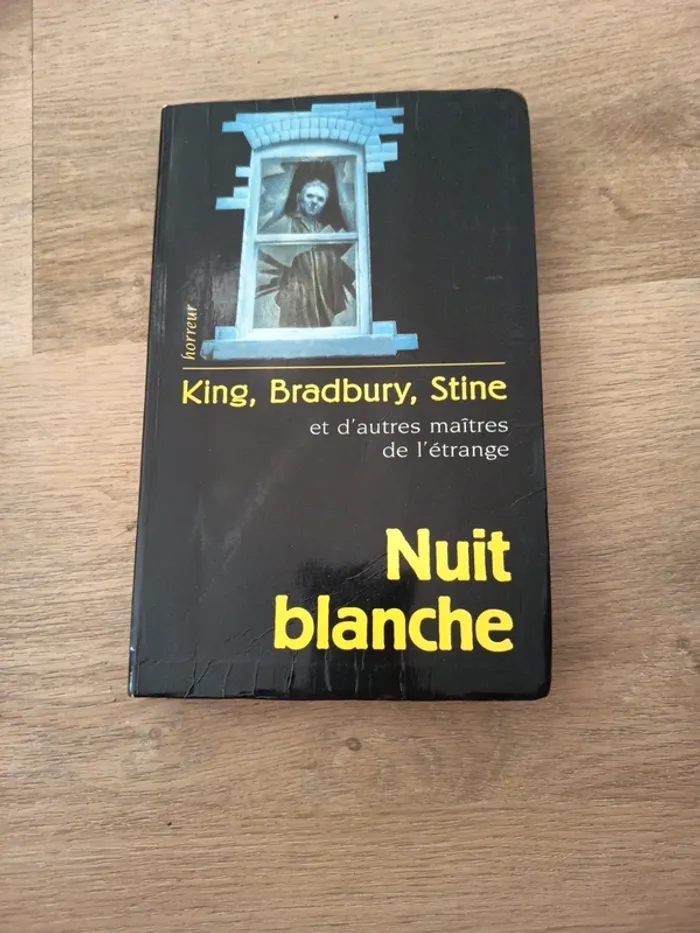 horreur
King, Bradbury, Stine
et d'autres maîtres
de l'étrange
Nuit
blanche